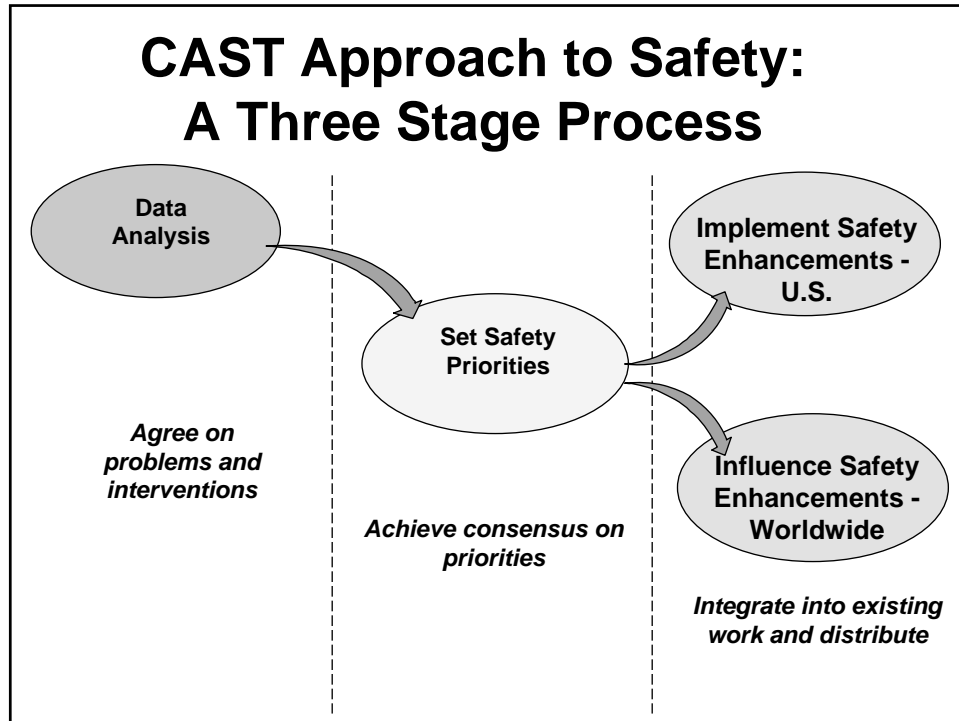 CAST Approach to Safety:
A Three Stage Process
Data
Analysis
Agree on
problems and
interventions
Set Safety
Priorities
Achieve consensus on
priorities
Implement Safety
Enhancements -
U.S.
Influence Safety
Enhancements -
Worldwide
Integrate into existing
work and distribute